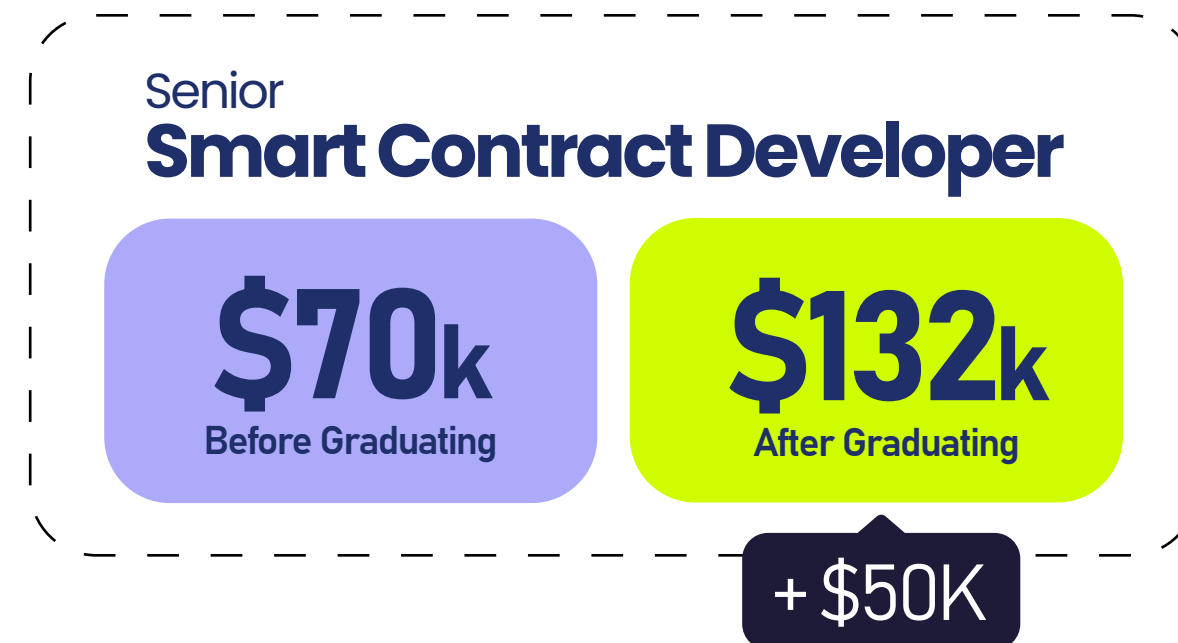 Senior
Smart Contract Developer
$70k
Before Graduating
$132k
After Graduating
+ $50K